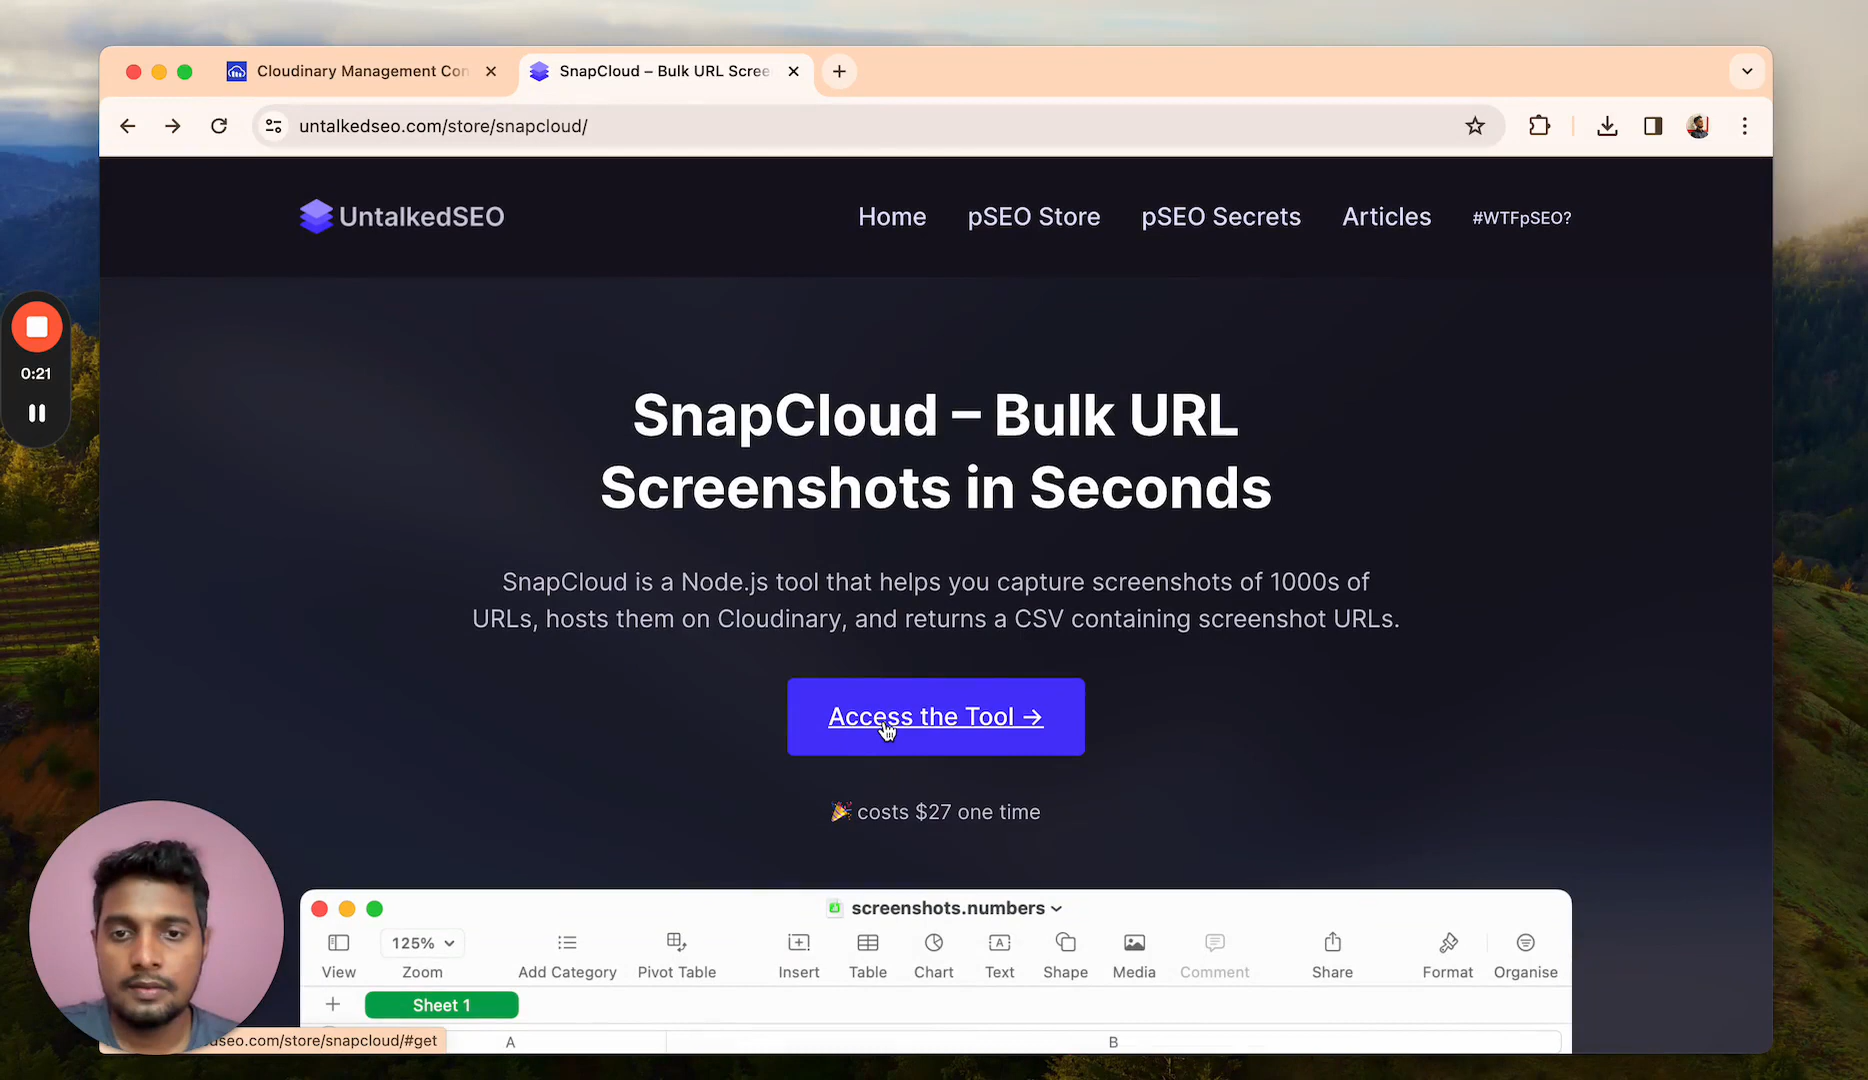 Cloudinary Management Con
SnapCloud – Bulk URL Scree
untalkedseo.com/store/snapcloud/
UntalkedSEO
Home
pSEO Store
pSEO Secrets
Articles
#WTFpSEO?
0:21
SnapCloud – Bulk URL
Screenshots in Seconds
SnapCloud is a Node.js tool that helps you capture screenshots of 1000s of
URLs, hosts them on Cloudinary, and returns a CSV containing screenshot URLs.
Access the Tool →
🎉 costs $27 one time
screenshots.numbers
125%
View
Zoom
Add Category
Pivot Table
Insert
Table
Chart
Text
Shape
Media
Comment
Share
Format
Organise
Sheet 1
dseo.com/store/snapcloud/#get
A
B